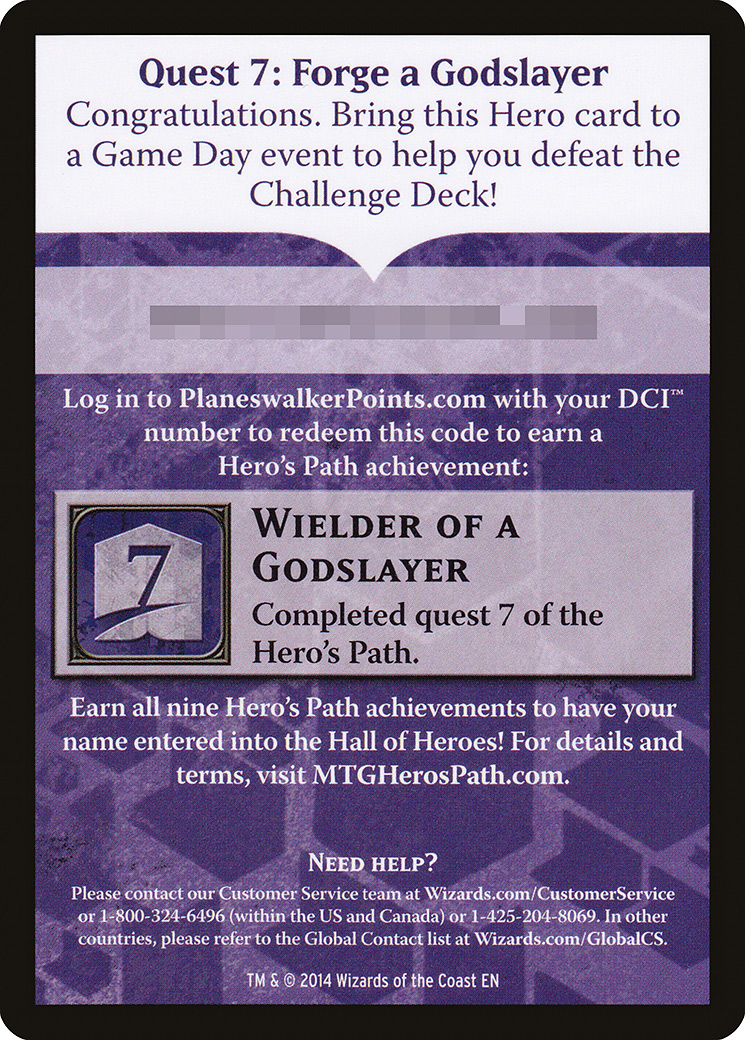 Quest 7: Forge a Godslayer
Congratulations. Bring this Hero card to
a Game Day event to help you defeat the
Challenge Deck!
Log in to PlaneswalkerPoints.com with your DCI™
number to redeem this code to earn a
Hero's Path achievement:
7
Wielder of a
Godslayer
Completed quest 7 of the
Hero's Path.
Earn all nine Hero's Path achievements to have your
name entered into the Hall of Heroes! For details and
terms, visit MTGHerosPath.com.
Need help?
Please contact our Customer Service team at Wizards.com/CustomerService
or 1-800-324-6496 (within the US and Canada) or 1-425-204-8069. In other
countries, please refer to the Global Contact list at Wizards.com/GlobalCS.
TM & © 2014 Wizards of the Coast EN